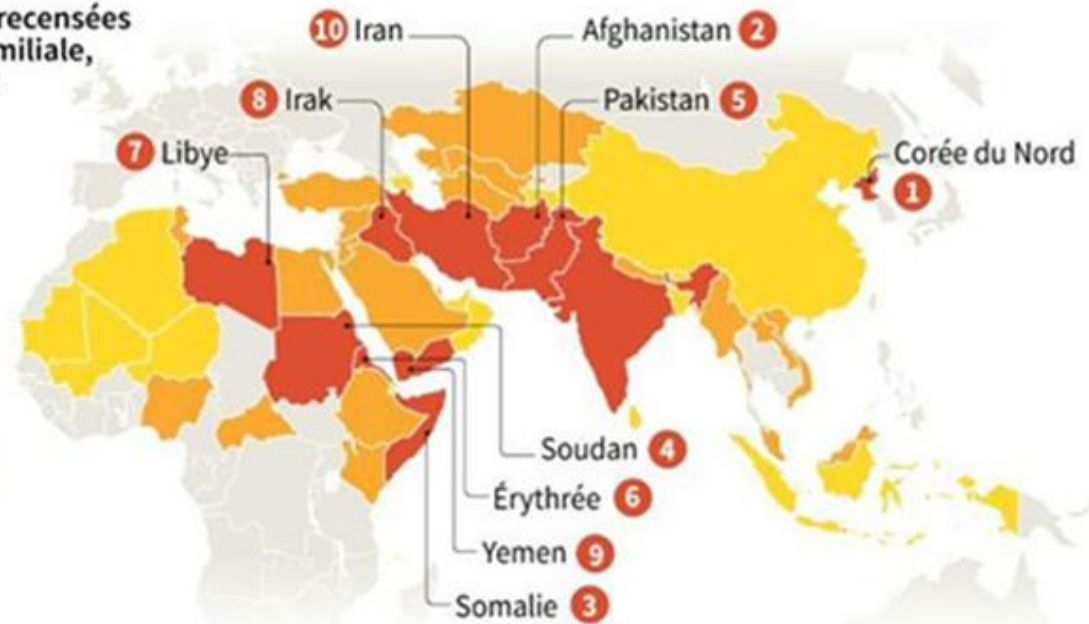 recensées
miliale,
10 Iran
Afghanistan 2
8 Irak
Pakistan 5
7 Libye
Corée du Nord
1
Soudan 4
Érythrée 6
Yemen 9
Somalie 3